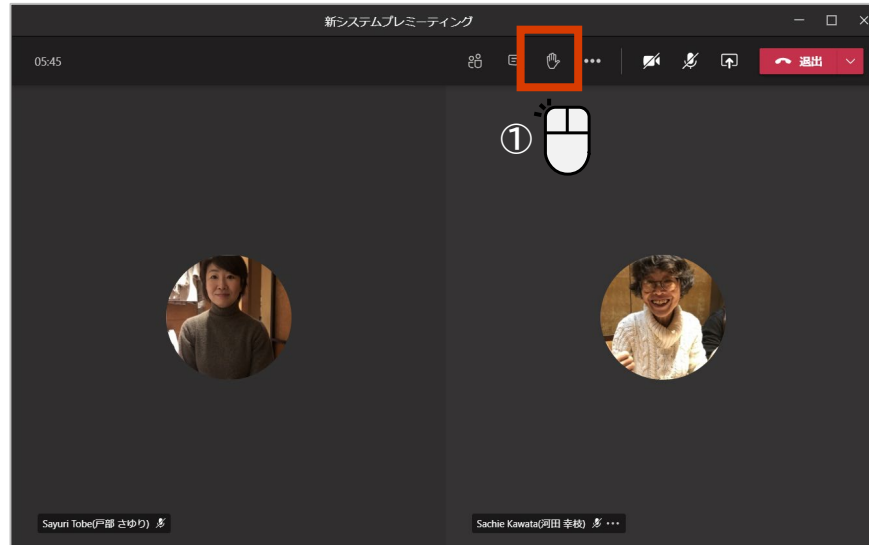 新システムプレミーティング
05:45
退出
①
Sayuri Tobe(戸部 さゆり)
Sachie Kawata(河田 幸枝)